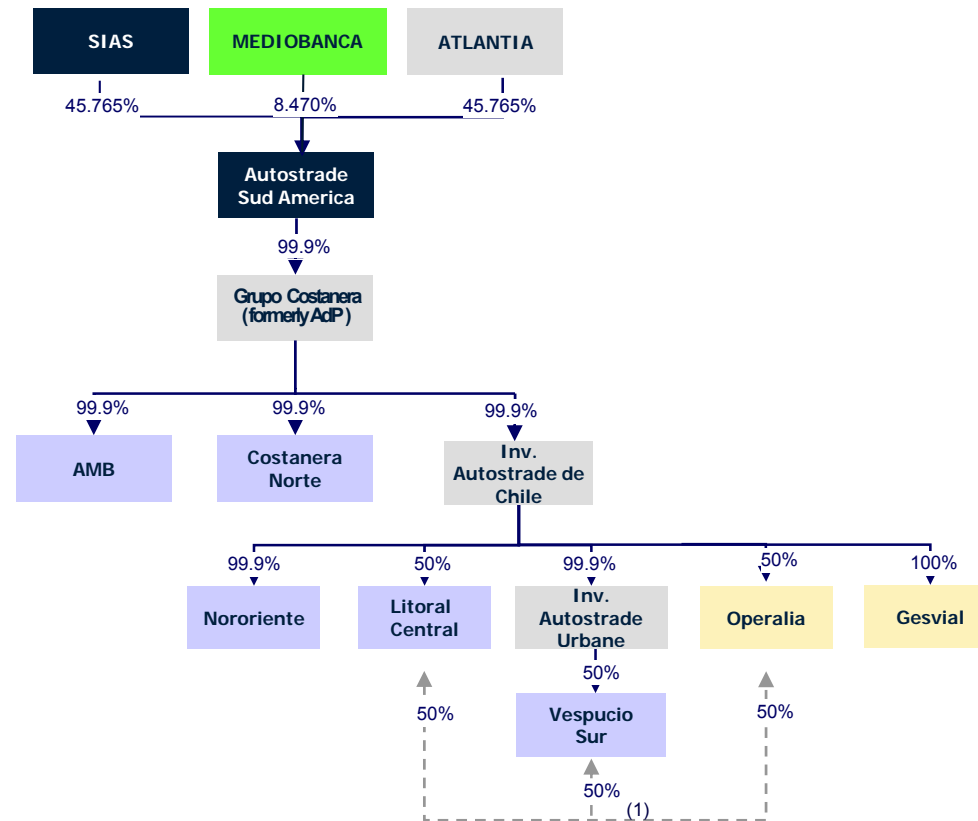 SIAS
MEDIOBANCA
ATLANTIA
45.765%
8.470%
45.765%
Autostrade
Sud America
99.9%
Grupo Costanera
(formerly AdP)
99.9%
99.9%
99.9%
AMB
Costanera
Norte
Inv.
Autostrade de
Chile
99.9%
50%
99.9%
50%
100%
Nororiente
Litoral
Central
Inv.
Autostrade
Urbane
Operalia
Gesvial
50%
50%
50%
Vespucio
Sur
50%
(1)